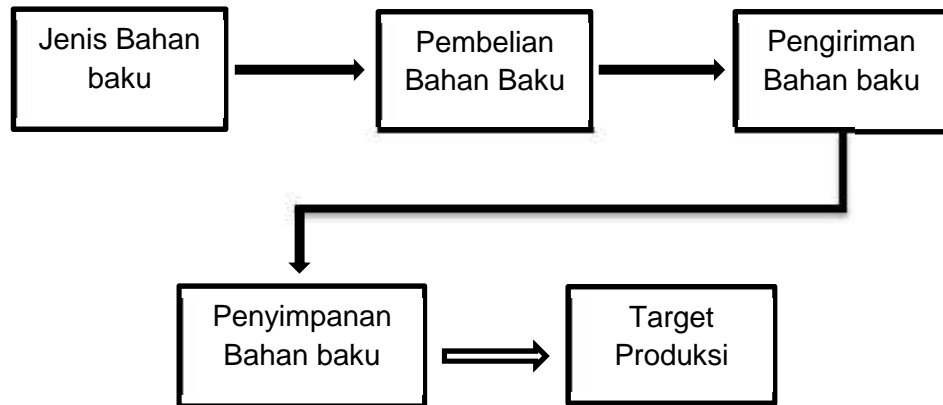 Jenis Bahan
baku
Pembelian
Bahan Baku
Pengiriman
Bahan baku
Penyimpanan
Bahan baku
Target
Produksi